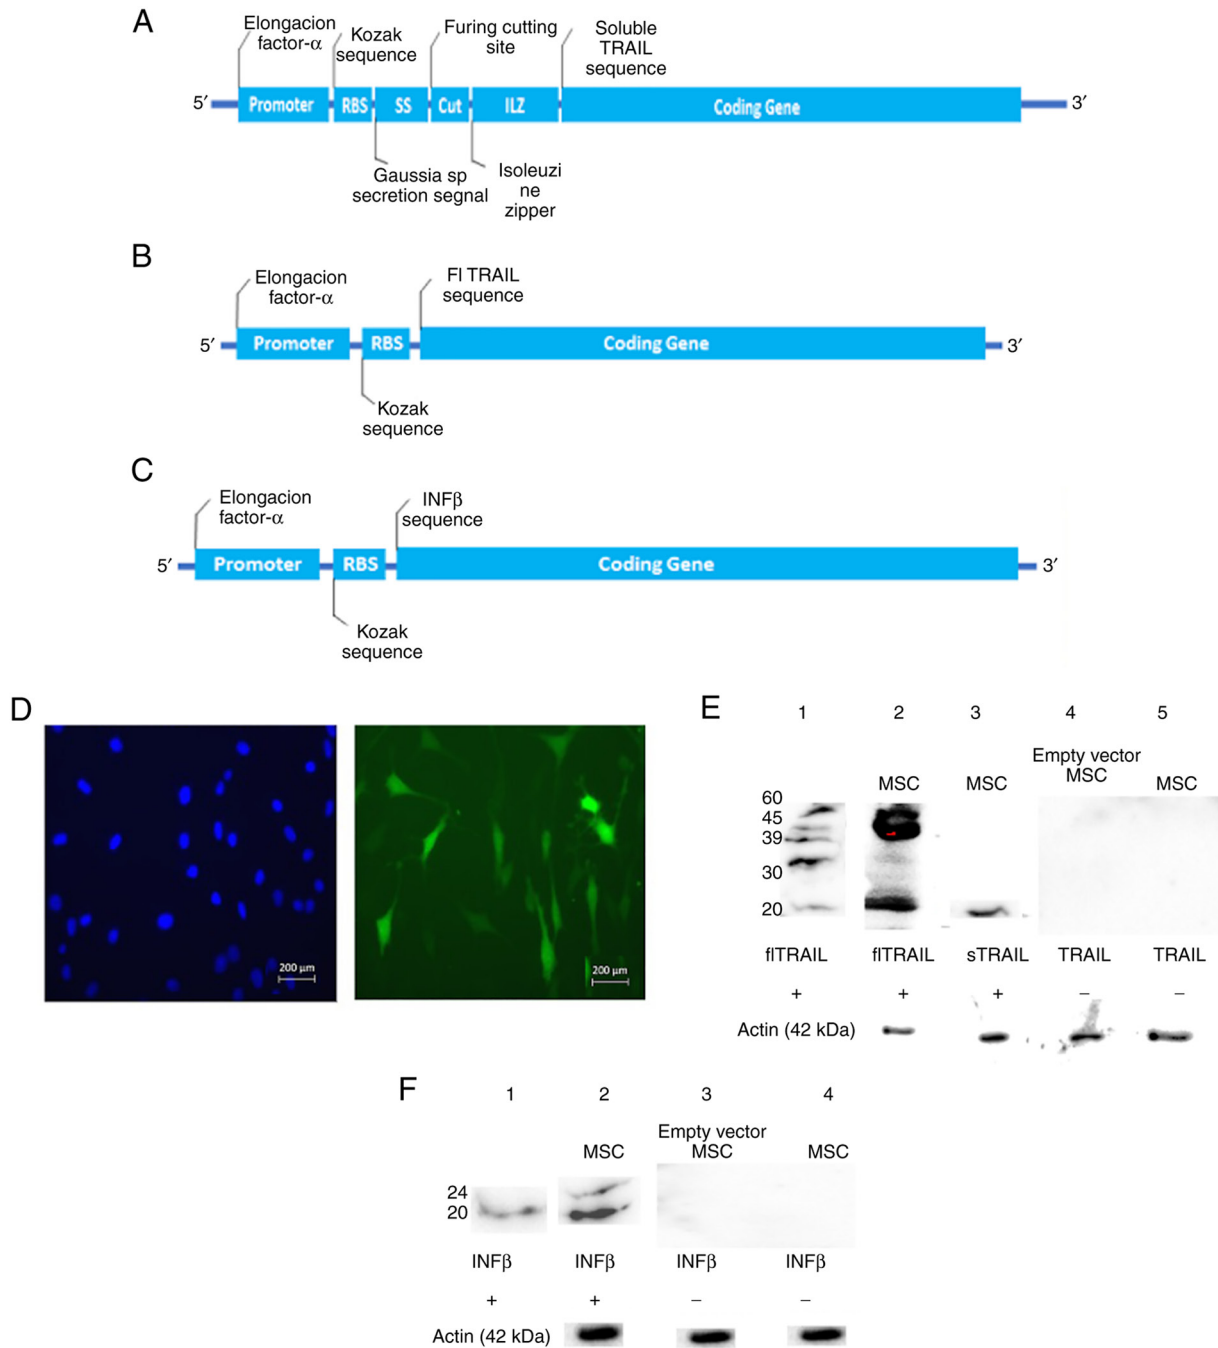 A
Elongacion
factor-α
Kozak
sequence
Furing cutting
site
Soluble
TRAIL
sequence
5′
Promoter
RBS
SS
Cut
ILZ
Coding Gene
3′
Gaussia sp
secretion segnal
Isoleuzi
ne
zipper
B
Elongacion
factor-α
Fl TRAIL
sequence
5′
Promoter
RBS
Coding Gene
3′
Kozak
sequence
C
Elongacion
factor-α
INFβ
sequence
5′
Promoter
RBS
Coding Gene
3′
Kozak
sequence
D
200 µm
200 µm
E
1 2 3 4 5
Empty vector
MSC MSC MSC MSC
60
45
39
30
20
flTRAIL flTRAIL sTRAIL TRAIL TRAIL
+ + + – –
Actin (42 kDa)
F
1 2 3 4
Empty vector
MSC MSC MSC
24
20
INFβ INFβ INFβ INFβ
+ + – –
Actin (42 kDa)